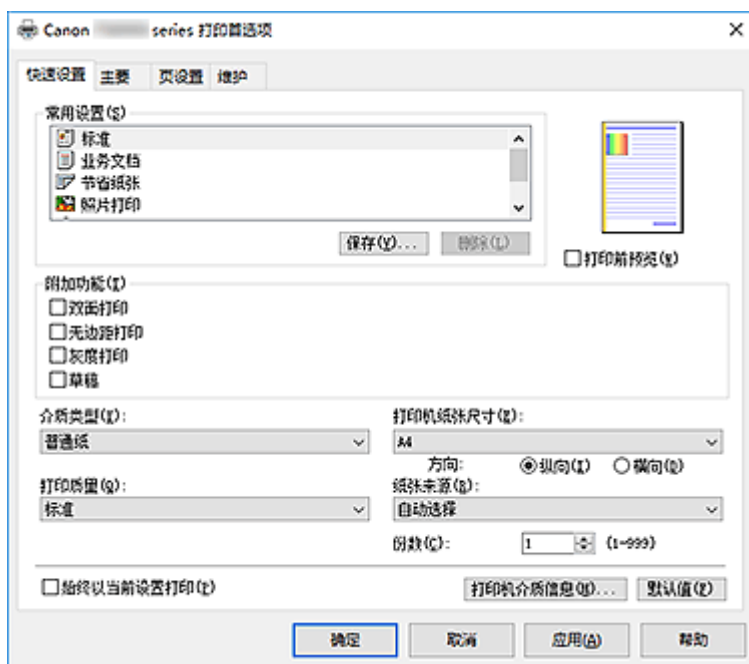 Canon series 打印首选项
快速设置 主要 页设置 维护
常用设置(S)
标准
业务文档
节省纸张
照片打印
保存(V)... 删除(L)
打印前预览(W)
附加功能(I)
双面打印
无边距打印
灰度打印
草稿
介质类型(X): 打印机纸张尺寸(Z):
普通纸 A4
方向: 纵向(I) 横向(D)
打印质量(Q): 纸张来源(B):
标准 自动选择
份数(C): 1 (1-999)
始终以当前设置打印(P) 打印机介质信息(M)... 默认值(F)
确定 取消 应用(A) 帮助